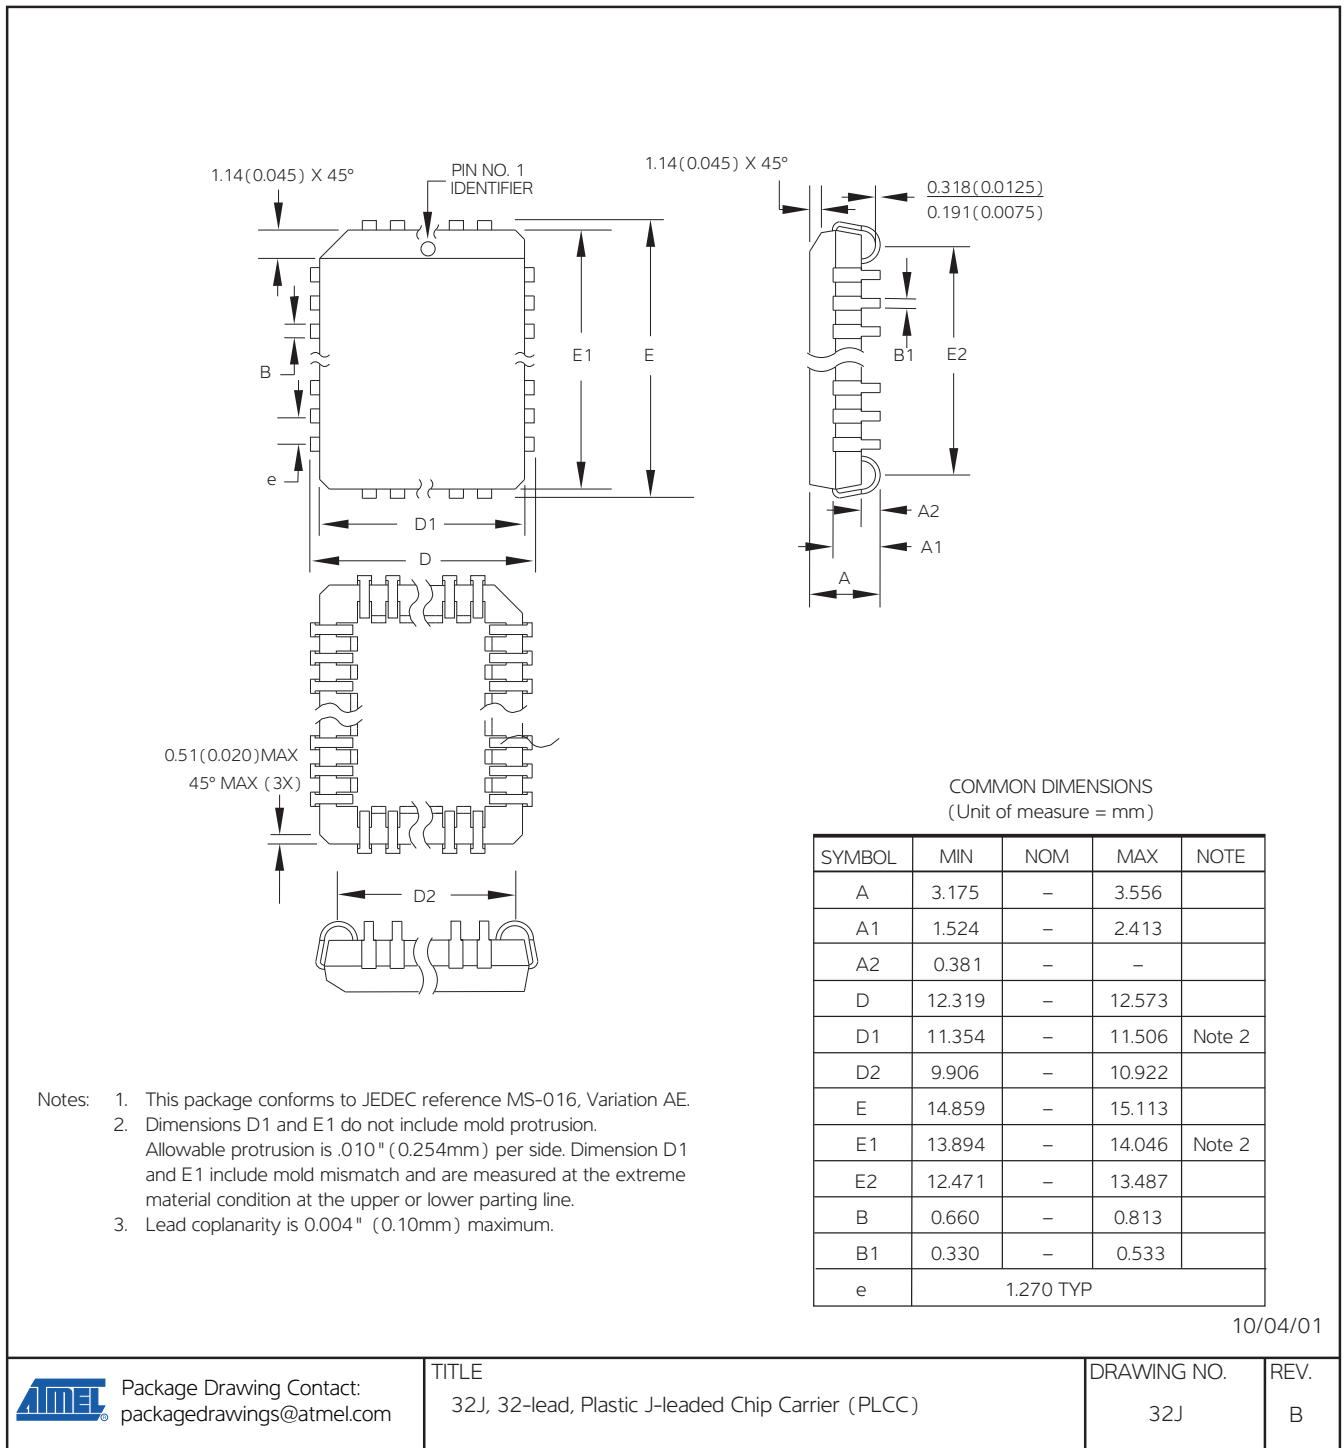 1.14(0.045) X 45°
PIN NO. 1
IDENTIFIER
1.14(0.045) X 45°
0.318(0.0125)
0.191(0.0075)
B
e
E1
E
B1
E2
D1
D
A2
A1
A
0.51(0.020)MAX
45° MAX (3X)
D2
COMMON DIMENSIONS
(Unit of measure = mm)
SYMBOL MIN NOM MAX NOTE
A 3.175 – 3.556
A1 1.524 – 2.413
A2 0.381 – –
D 12.319 – 12.573
D1 11.354 – 11.506 Note 2
D2 9.906 – 10.922
E 14.859 – 15.113
E1 13.894 – 14.046 Note 2
E2 12.471 – 13.487
B 0.660 – 0.813
B1 0.330 – 0.533
e 1.270 TYP
Notes: 1. This package conforms to JEDEC reference MS-016, Variation AE.
2. Dimensions D1 and E1 do not include mold protrusion.
Allowable protrusion is .010"(0.254mm) per side. Dimension D1
and E1 include mold mismatch and are measured at the extreme
material condition at the upper or lower parting line.
3. Lead coplanarity is 0.004" (0.10mm) maximum.
10/04/01
ATMEL ®
Package Drawing Contact:
packagedrawings@atmel.com
TITLE
32J, 32-lead, Plastic J-leaded Chip Carrier (PLCC)
DRAWING NO.
32J
REV.
B